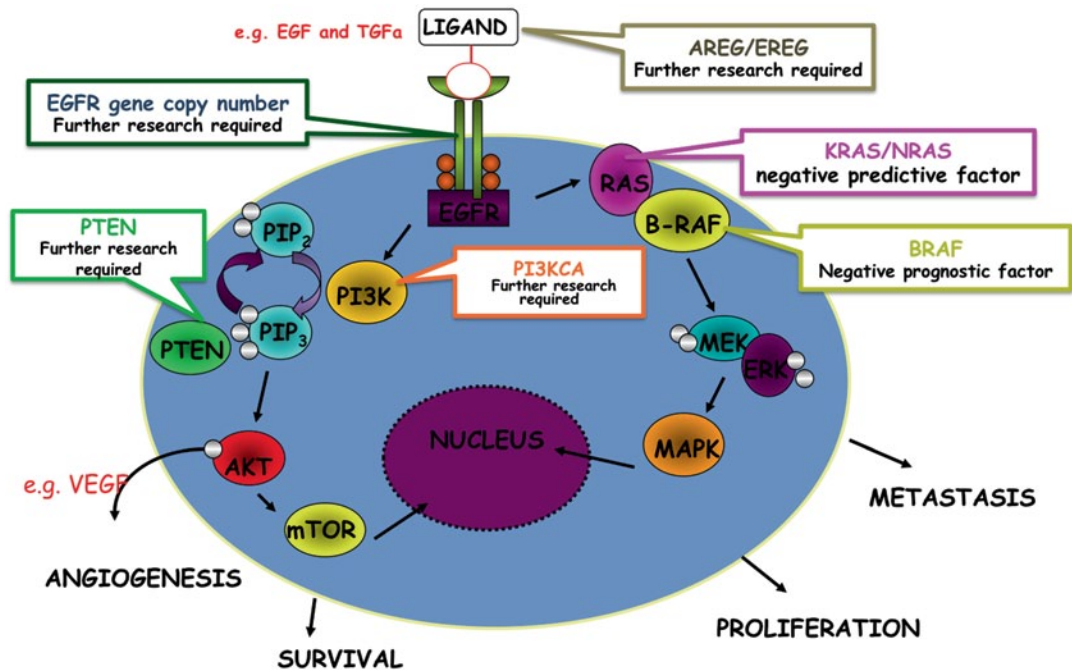 e.g. EGF and TGFa
LIGAND
AREG/EREG
Further research required
EGFR gene copy number
Further research required
KRAS/NRAS
negative predictive factor
RAS
EGFR
B-RAF
PTEN
Further research
required
PIP2
BRAF
Negative prognostic factor
PI3KCA
Further research
required
PI3K
PIP3
PTEN
MEK
ERK
NUCLEUS
MAPK
AKT
e.g. VEGF
mTOR
METASTASIS
ANGIOGENESIS
PROLIFERATION
SURVIVAL